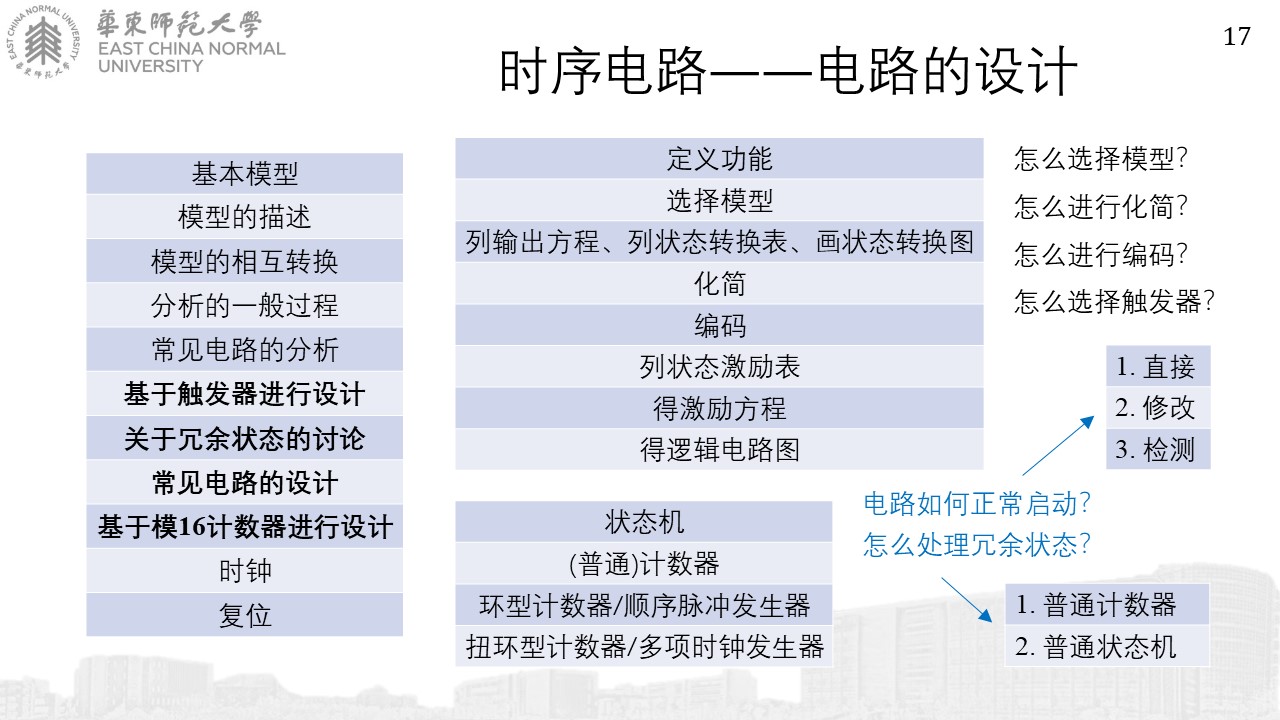 華東師範大學
EAST CHINA NORMAL
UNIVERSITY
EAST CHINA NORMAL UNIVERSITY
華東师范大学
17
时序电路——电路的设计
基本模型
模型的描述
模型的相互转换
分析的一般过程
常见电路的分析
基于触发器进行设计
关于冗余状态的讨论
常见电路的设计
基于模16计数器进行设计
时钟
复位
定义功能
选择模型
列输出方程、列状态转换表、画状态转换图
化简
编码
列状态激励表
得激励方程
得逻辑电路图
怎么选择模型?
怎么进行化简?
怎么进行编码?
怎么选择触发器?
1. 直接
2. 修改
3. 检测
电路如何正常启动?
怎么处理冗余状态?
状态机
(普通)计数器
环型计数器/顺序脉冲发生器
扭环型计数器/多项时钟发生器
1. 普通计数器
2. 普通状态机